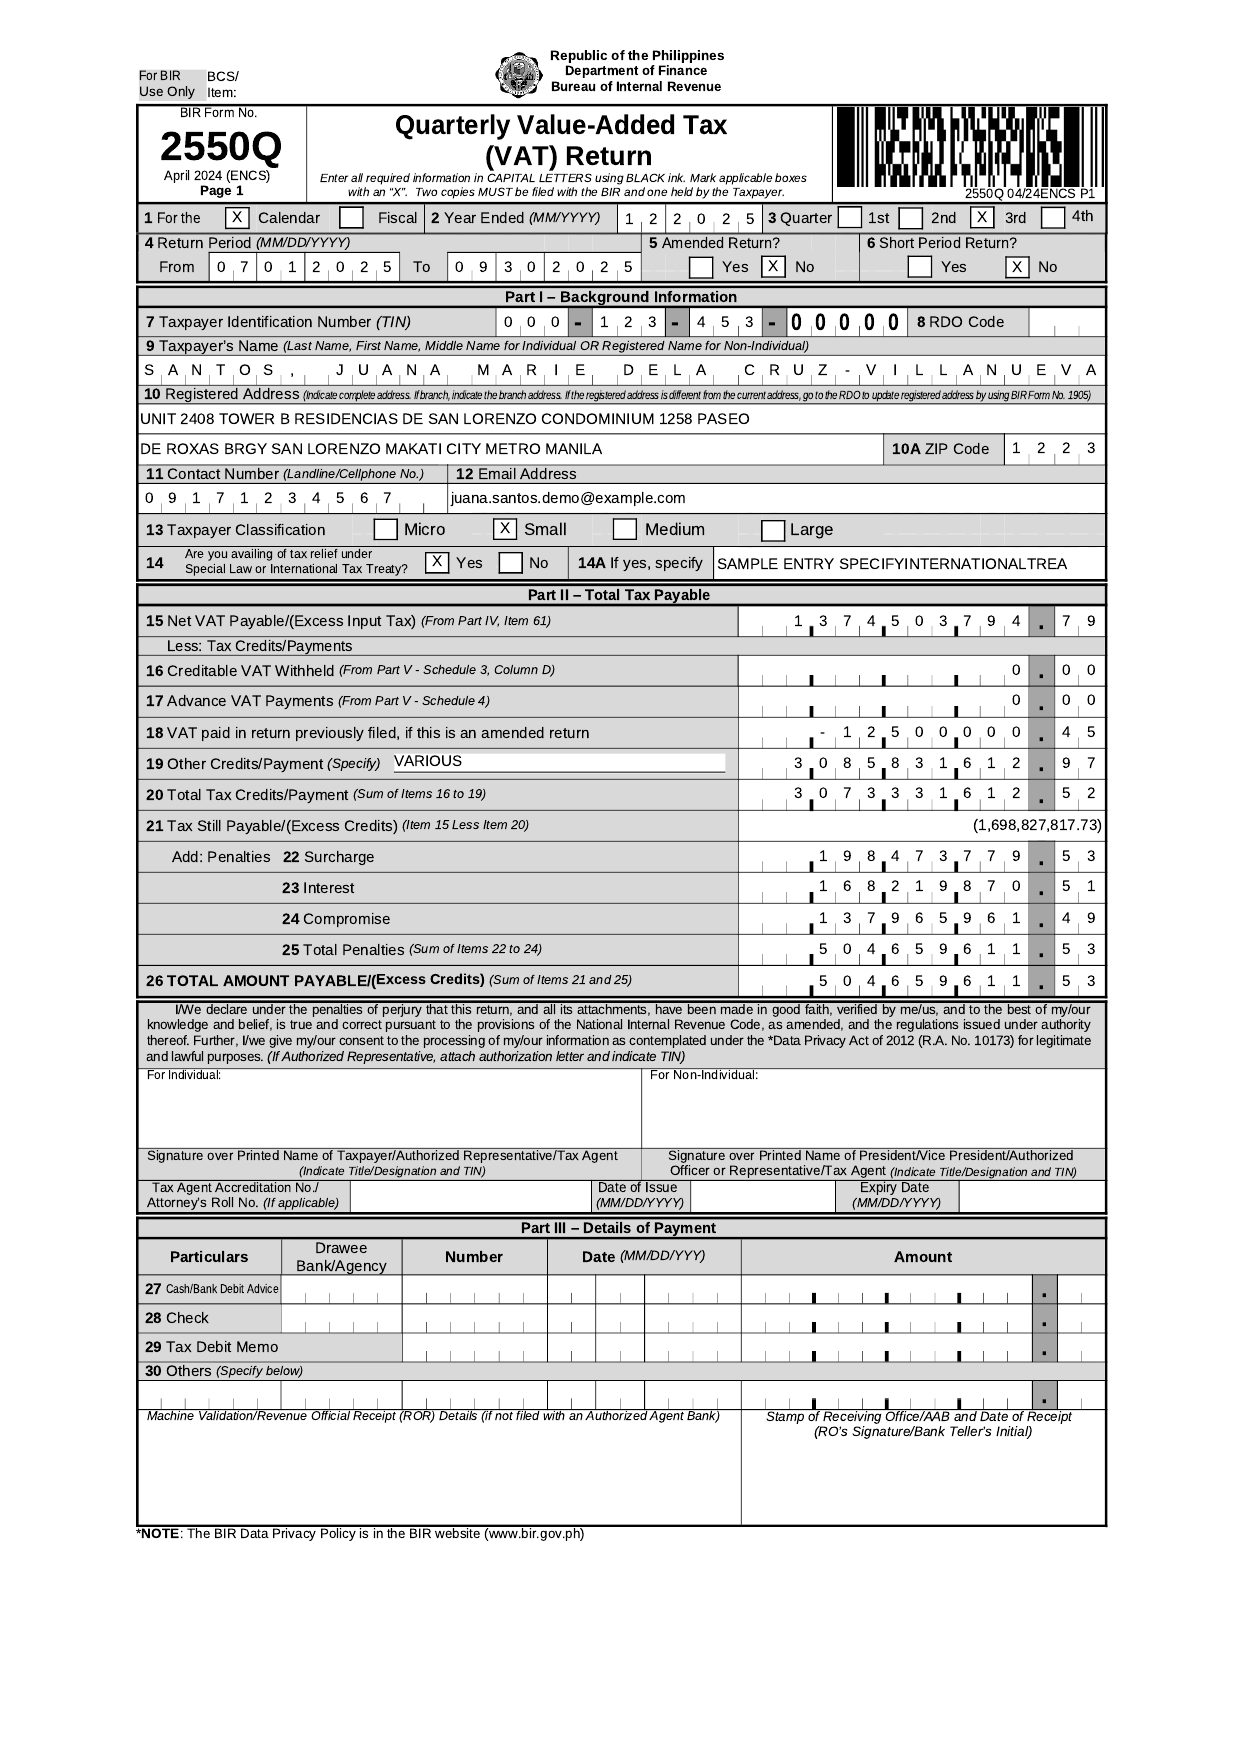 Republic of the Philippines
Department of Finance
Bureau of Internal Revenue
For BIR Use Only
BCS/ Item:
BIR Form No.
2550Q
April 2024 (ENCS)
Page 1
Quarterly Value-Added Tax
(VAT) Return
Enter all required information in CAPITAL LETTERS using BLACK ink. Mark applicable boxes
with an "X". Two copies MUST be filed with the BIR and one held by the Taxpayer.
2550Q 04/24ENCS P1
1 For the X Calendar Fiscal 2 Year Ended (MM/YYYY) 1 2 2 0 2 5 3 Quarter 1st 2nd X 3rd 4th
4 Return Period (MM/DD/YYYY) 5 Amended Return? 6 Short Period Return?
From 0 7 0 1 2 0 2 5 To 0 9 3 0 2 0 2 5 Yes X No Yes X No
Part I – Background Information
7 Taxpayer Identification Number (TIN) 0 0 0 - 1 2 3 - 4 5 3 - 0 0 0 0 0 8 RDO Code
9 Taxpayer's Name (Last Name, First Name, Middle Name for Individual OR Registered Name for Non-Individual)
SANTOS, JUANA MARIE DELA CRUZ-VILLANUEVA
10 Registered Address (Indicate complete address. If branch, indicate the branch address. If the registered address is different from the current address, go to the RDO to update registered address by using BIR Form No. 1905)
UNIT 2408 TOWER B RESIDENCIAS DE SAN LORENZO CONDOMINIUM 1258 PASEO
DE ROXAS BRGY SAN LORENZO MAKATI CITY METRO MANILA 10A ZIP Code 1 2 2 3
11 Contact Number (Landline/Cellphone No.) 12 Email Address
0 9 1 7 1 2 3 4 5 6 7 juana.santos.demo@example.com
13 Taxpayer Classification Micro X Small Medium Large
14 Are you availing of tax relief under
Special Law or International Tax Treaty? X Yes No 14A If yes, specify SAMPLE ENTRY SPECIFYINTERNATIONALTREA
Part II – Total Tax Payable
15 Net VAT Payable/(Excess Input Tax) (From Part IV, Item 61) 1 3 7 4 5 0 3 7 9 4 . 7 9
Less: Tax Credits/Payments
16 Creditable VAT Withheld (From Part V - Schedule 3, Column D) 0 . 0 0
17 Advance VAT Payments (From Part V - Schedule 4) 0 . 0 0
18 VAT paid in return previously filed, if this is an amended return - 1 2 5 0 0 0 0 0 . 4 5
19 Other Credits/Payment (Specify) VARIOUS 3 0 8 5 8 3 1 6 1 2 . 9 7
20 Total Tax Credits/Payment (Sum of Items 16 to 19) 3 0 7 3 3 3 1 6 1 2 . 5 2
21 Tax Still Payable/(Excess Credits) (Item 15 Less Item 20) (1,698,827,817.73)
Add: Penalties 22 Surcharge 1 9 8 4 7 3 7 7 9 . 5 3
23 Interest 1 6 8 2 1 9 8 7 0 . 5 1
24 Compromise 1 3 7 9 6 5 9 6 1 . 4 9
25 Total Penalties (Sum of Items 22 to 24) 5 0 4 6 5 9 6 1 1 . 5 3
26 TOTAL AMOUNT PAYABLE/(Excess Credits) (Sum of Items 21 and 25) 5 0 4 6 5 9 6 1 1 . 5 3
I/We declare under the penalties of perjury that this return, and all its attachments, have been made in good faith, verified by me/us, and to the best of my/our
knowledge and belief, is true and correct pursuant to the provisions of the National Internal Revenue Code, as amended, and the regulations issued under authority
thereof. Further, I/we give my/our consent to the processing of my/our information as contemplated under the *Data Privacy Act of 2012 (R.A. No. 10173) for legitimate
and lawful purposes. (If Authorized Representative, attach authorization letter and indicate TIN)
For Individual: For Non-Individual:
Signature over Printed Name of Taxpayer/Authorized Representative/Tax Agent
(Indicate Title/Designation and TIN)
Signature over Printed Name of President/Vice President/Authorized
Officer or Representative/Tax Agent (Indicate Title/Designation and TIN)
Tax Agent Accreditation No./
Attorney's Roll No. (If applicable)
Date of Issue
(MM/DD/YYYY)
Expiry Date
(MM/DD/YYYY)
Part III – Details of Payment
Particulars Drawee Bank/Agency Number Date (MM/DD/YYY) Amount
27 Cash/Bank Debit Advice .
28 Check .
29 Tax Debit Memo .
30 Others (Specify below)
.
Machine Validation/Revenue Official Receipt (ROR) Details (if not filed with an Authorized Agent Bank)
Stamp of Receiving Office/AAB and Date of Receipt
(RO's Signature/Bank Teller's Initial)
*NOTE: The BIR Data Privacy Policy is in the BIR website (www.bir.gov.ph)